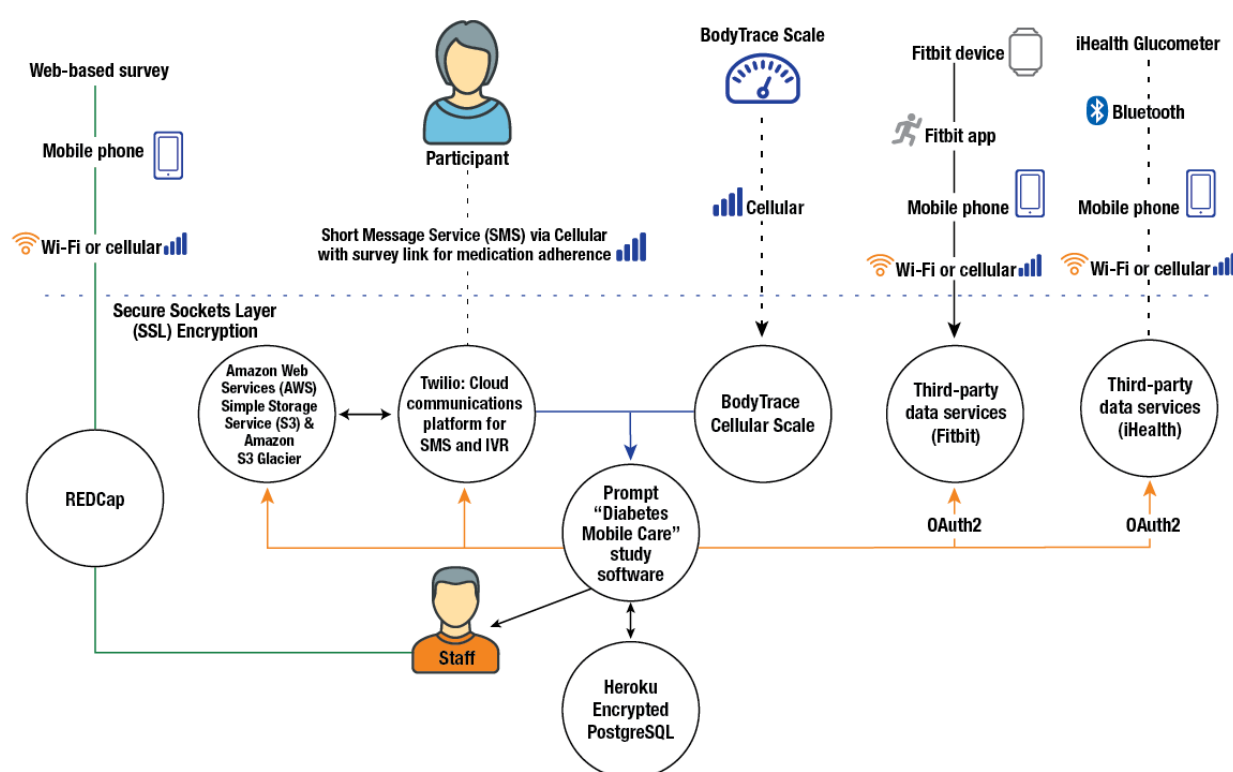 Web-based survey
Mobile phone
Wi-Fi or cellular
Participant
Short Message Service (SMS) via Cellular
with survey link for medication adherence
BodyTrace Scale
Cellular
Fitbit device
Fitbit app
Mobile phone
Wi-Fi or cellular
iHealth Glucometer
Bluetooth
Mobile phone
Wi-Fi or cellular
Secure Sockets Layer
(SSL) Encryption
Amazon Web
Services (AWS)
Simple Storage
Service (S3) &
Amazon
S3 Glacier
Twilio: Cloud
communications
platform for
SMS and IVR
BodyTrace
Cellular Scale
Third-party
data services
(Fitbit)
Third-party
data services
(iHealth)
REDCap
Prompt
“Diabetes
Mobile Care”
study
software
OAuth2
OAuth2
Staff
Heroku
Encrypted
PostgreSQL